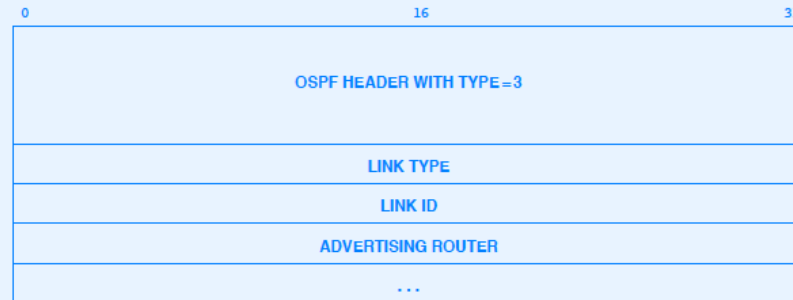 0 16 3
OSPF HEADER WITH TYPE=3
LINK TYPE
LINK ID
ADVERTISING ROUTER
...